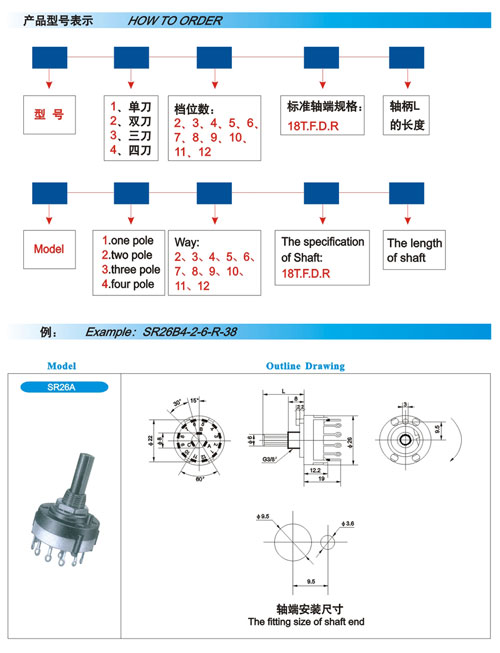 产品型号表示 HOW TO ORDER
型 号
1、单刀
2、双刀
3、三刀
4、四刀
档位数：
2、3、4、5、6、
7、8、9、10、
11、12
标准轴端规格：
18T.F.D.R
轴柄L
的长度
Model
1.one pole
2.two pole
3.three pole
4.four pole
Way:
2、3、4、5、6、
7、8、9、10、
11、12
The specification
of Shaft:
18T.F.D.R
The length
of shaft
例： Example: SR26B4-2-6-R-38
Model
Outline Drawing
SR26A
30°
15°
ϕ22
ϕ8
A
60°
L
8
ϕ6
G3/8"
12.2
19
ϕ26
3
9.5
ϕ9.5
ϕ3.6
9.5
轴端安装尺寸
The fitting size of shaft end